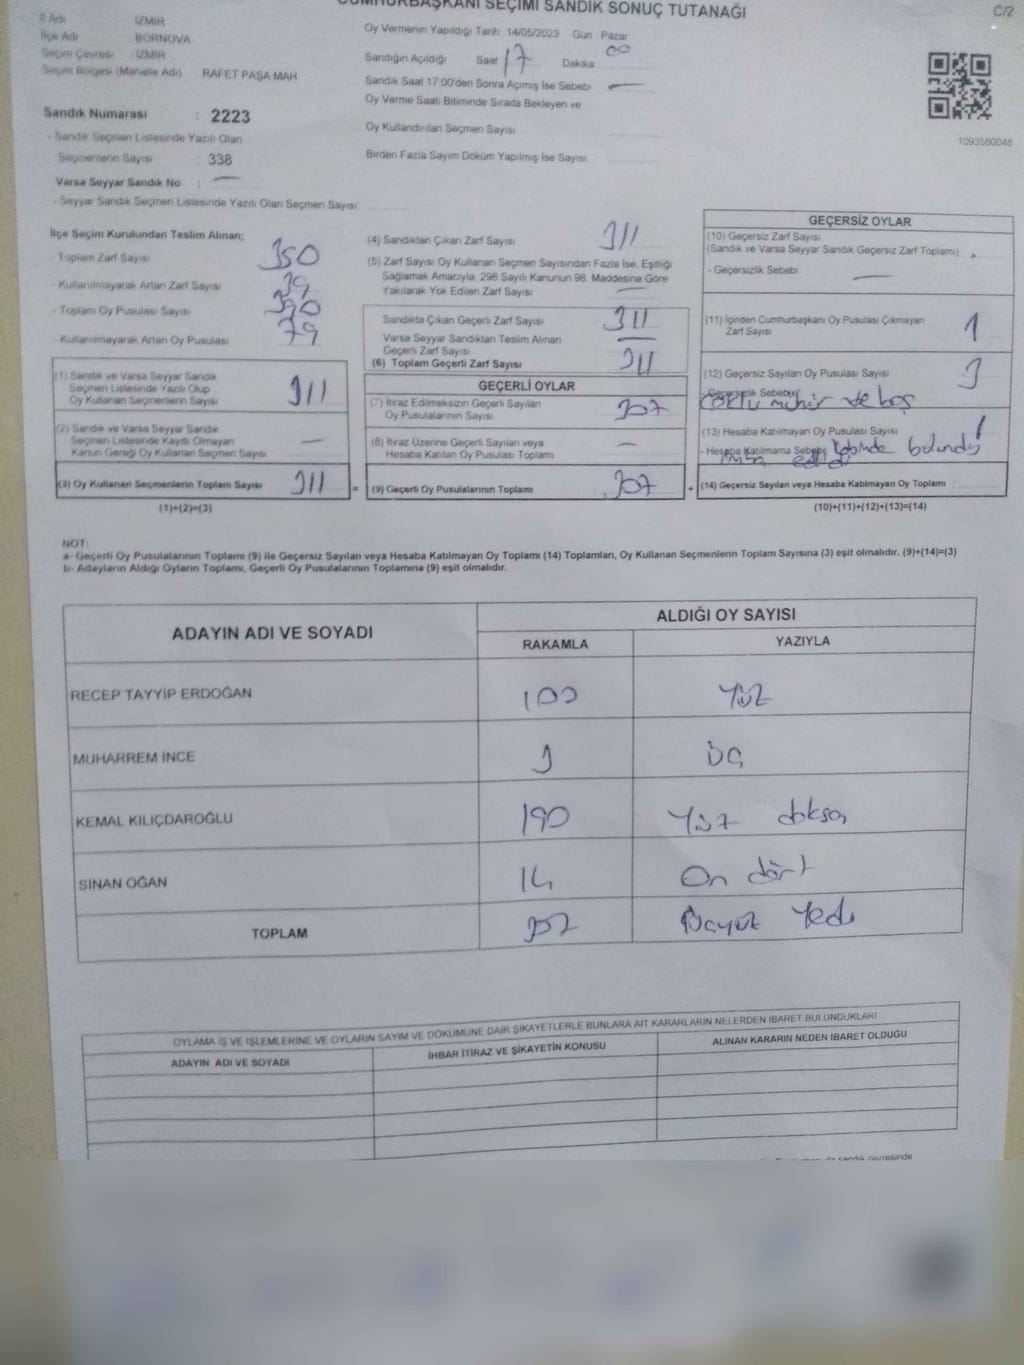 CUMHURBAŞKANI SEÇİMİ SANDIK SONUÇ TUTANAĞI
C/2
İl Adı : İZMİR
İlçe Adı : BORNOVA
Seçim Çevresi : İZMİR
Seçim Bölgesi (Mahalle Adı) RAFET PAŞA MAH.
Sandık Numarası : 2223
- Sandık Seçmen Listesinde Yazılı Olan
Seçmenlerin Sayısı : 338
Varsa Seyyar Sandık No : —
- Seyyar Sandık Seçmen Listesinde Yazılı Olan Seçmen Sayısı:
Oy Vermenin Yapıldığı Tarih 14/05/2023 Gün Pazar
Sandığın Açıldığı Saat 17 Dakika 00
Sandık Saat 17:00'den Sonra Açımış İse Sebebi —
Oy Verme Saati Bitiminde Sırada Bekleyen ve
Oy Kullandırılan Seçmen Sayısı
Birden Fazla Sayım Döküm Yapılmış İse Sayısı
1093560046
İlçe Seçim Kurulundan Teslim Alınan;
- Toplam Zarf Sayısı 350
- Kullanılmayarak Artan Zarf Sayısı 39
- Toplam Oy Pusulası Sayısı 390
Kullanılmayarak Artan Oy Pusulası 79
(1) Sandık ve Varsa Seyyar Sandık
Seçmen Listesinde Yazılı Olup
Oy Kullanan Seçmenlerin Sayısı 311
(2) Sandık ve Varsa Seyyar Sandık
Seçmen Listesinde Kayıtlı Olmayan
Kanun Gereği Oy Kullanan Seçmen Sayısı —
(3) Oy Kullanan Seçmenlerin Toplam Sayısı 311 =
(1)+(2)=(3)
(4) Sandıktan Çıkan Zarf Sayısı 311
(5) Zarf Sayısı Oy Kullanan Seçmen Sayısından Fazla İse, Eşitliği
Sağlamak Amacıyla, 298 Sayılı Kanunun 98. Maddesine Göre
Yakılarak Yok Edilen Zarf Sayısı —
Sandıkta Çıkan Geçerli Zarf Sayısı 311
Varsa Seyyar Sandıktan Teslim Alınan
Geçerli Zarf Sayısı —
(6) Toplam Geçerli Zarf Sayısı 311
GEÇERLİ OYLAR
(7) İtiraz Edilmeksizin Geçerli Sayılan
Oy Pusulalarının Sayısı 307
(8) İtiraz Üzerine Geçerli Sayılan veya
Hesaba Katılan Oy Pusulası Toplamı —
(9) Geçerli Oy Pusulalarının Toplamı 307 +
GEÇERSİZ OYLAR
(10) Geçersiz Zarf Sayısı
(Sandık ve Varsa Seyyar Sandık Geçersiz Zarf Toplamı)
- Geçersizlik Sebebi —
(11) İçinden Cumhurbaşkanı Oy Pusulası Çıkmayan
Zarf Sayısı 1
(12) Geçersiz Sayılan Oy Pusulası Sayısı 3
- Geçersizlik Sebebi mühir ve boş
(13) Hesaba Katılmayan Oy Pusulası Sayısı 1
- Hesaba Katılmama Sebebi kabinde bulundu
edildi
(14) Geçersiz Sayılan veya Hesaba Katılmayan Oy Toplamı
(10)+(11)+(12)+(13)=(14)
NOT:
a- Geçerli Oy Pusulalarının Toplamı (9) ile Geçersiz Sayılan veya Hesaba Katılmayan Oy Toplamı (14) Toplamları, Oy Kullanan Seçmenlerin Toplam Sayısına (3) eşit olmalıdır. (9)+(14)=(3)
b- Adayların Aldığı Oyların Toplamı, Geçerli Oy Pusulalarının Toplamına (9) eşit olmalıdır.
ADAYIN ADI VE SOYADI
ALDIĞI OY SAYISI
RAKAMLA YAZIYLA
RECEP TAYYİP ERDOĞAN 100 Yüz
MUHARREM İNCE 3 üç
KEMAL KILIÇDAROĞLU 190 Yüz doksan
SİNAN OĞAN 14 On dört
TOPLAM 307 Üçyüz Yedi
OYLAMA İŞ VE İŞLEMLERİNE VE OYLARIN SAYIM VE DÖKÜMÜNE DAİR ŞİKAYETLERLE BUNLARA AİT KARARLARIN NELERDEN İBARET BULUNDUKLARI
ADAYIN ADI VE SOYADI İHBAR İTİRAZ VE ŞİKAYETİN KONUSU ALINAN KARARIN NEDEN İBARET OLDUĞU
sandık çevresinde